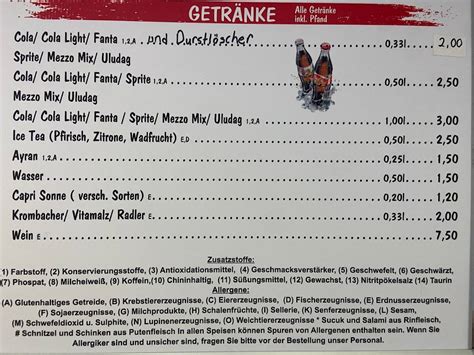 GETRÄNKE
Alle Getränke
inkl. Pfand
Cola/ Cola Light/ Fanta 1,2,A und Durstlöscher ........ 0,33l ........ 2,00
Sprite/ Mezzo Mix/ Uludag
Cola/ Cola Light/ Fanta/ Sprite 1,2,A ........ 0,50l ........ 2,50
Mezzo Mix/ Uludag
Cola/ Cola Light/ Fanta / Sprite/ Mezzo Mix/ Uludag 1,2,A ........ 1,00l ........ 3,00
Ice Tea (Pfirisch, Zitrone, Wadfrucht) E,D ........ 0,50l ........ 2,50
Ayran 1,2,A ........ 0,25l ........ 1,50
Wasser ........ 0,50l ........ 1,50
Capri Sonne ( versch. Sorten) E ........ 0,20l ........ 1,20
Krombacher/ Vitamalz/ Radler E ........ 0,33l ........ 2,00
Wein E ........ 7,50
Zusatzstoffe:
(1) Farbstoff, (2) Konservierungsstoffe, (3) Antioxidationsmittel, (4) Geschmacksverstärker, (5) Geschwefelt, (6) Geschwärzt,
(7) Phospat, (8) Milcheiweiß, (9) Koffein, (10) Chininhaltig, (11) Süßungsmittel, (12) Gewachst, (13) Nitritpökelsalz (14) Taurin
Allergene:
(A) Glutenhaltiges Getreide, (B) Krebstiererzeugnisse, (C) Eiererzeugnisse, (D) Fischerzeugnisse, (E) Erdnusserzeugnisse,
(F) Sojaerzeugnisse, (G) Milchprodukte, (H) Schalenfrüchte, (I) Sellerie, (K) Senferzeugnisse, (L) Sesam,
(M) Schwefeldioxid u. Sulphite, (N) Lupinenerzeugnisse, (O) Weichtiererzeugnisse * Sucuk und Salami aus Rinfleisch,
# Schnitzel und Schinken aus Putenfleisch In allen Speisen können Spuren von Allergenen enthalten sein. Wenn Sie
Allergiker sind und unsicher sind, fragen Sie bitte vor der Bestellung unser Personal.